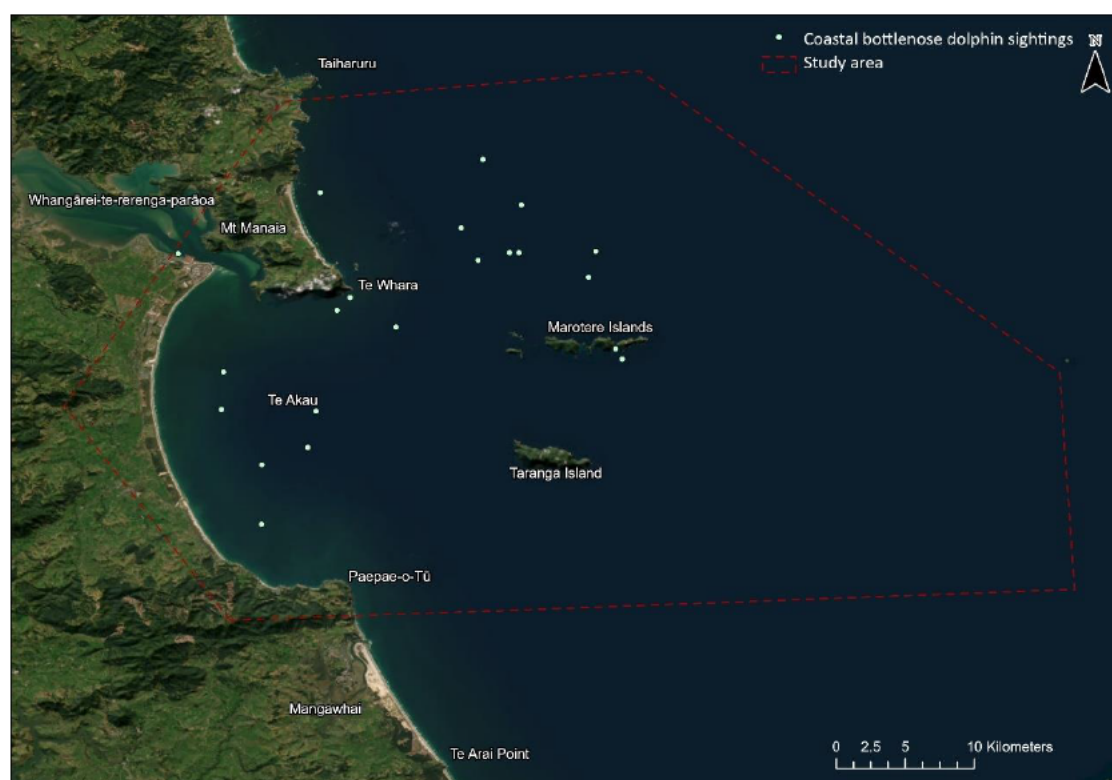 Coastal bottlenose dolphin sightings
N
Study area
Taiharuru
Whangārei-te-rerenga-parāoa
Mt Manaia
Te Whara
Marotere Islands
Te Akau
Taranga Island
Paepae-o-Tū
Mangawhai
Te Arai Point
0 2.5 5 10 Kilometers